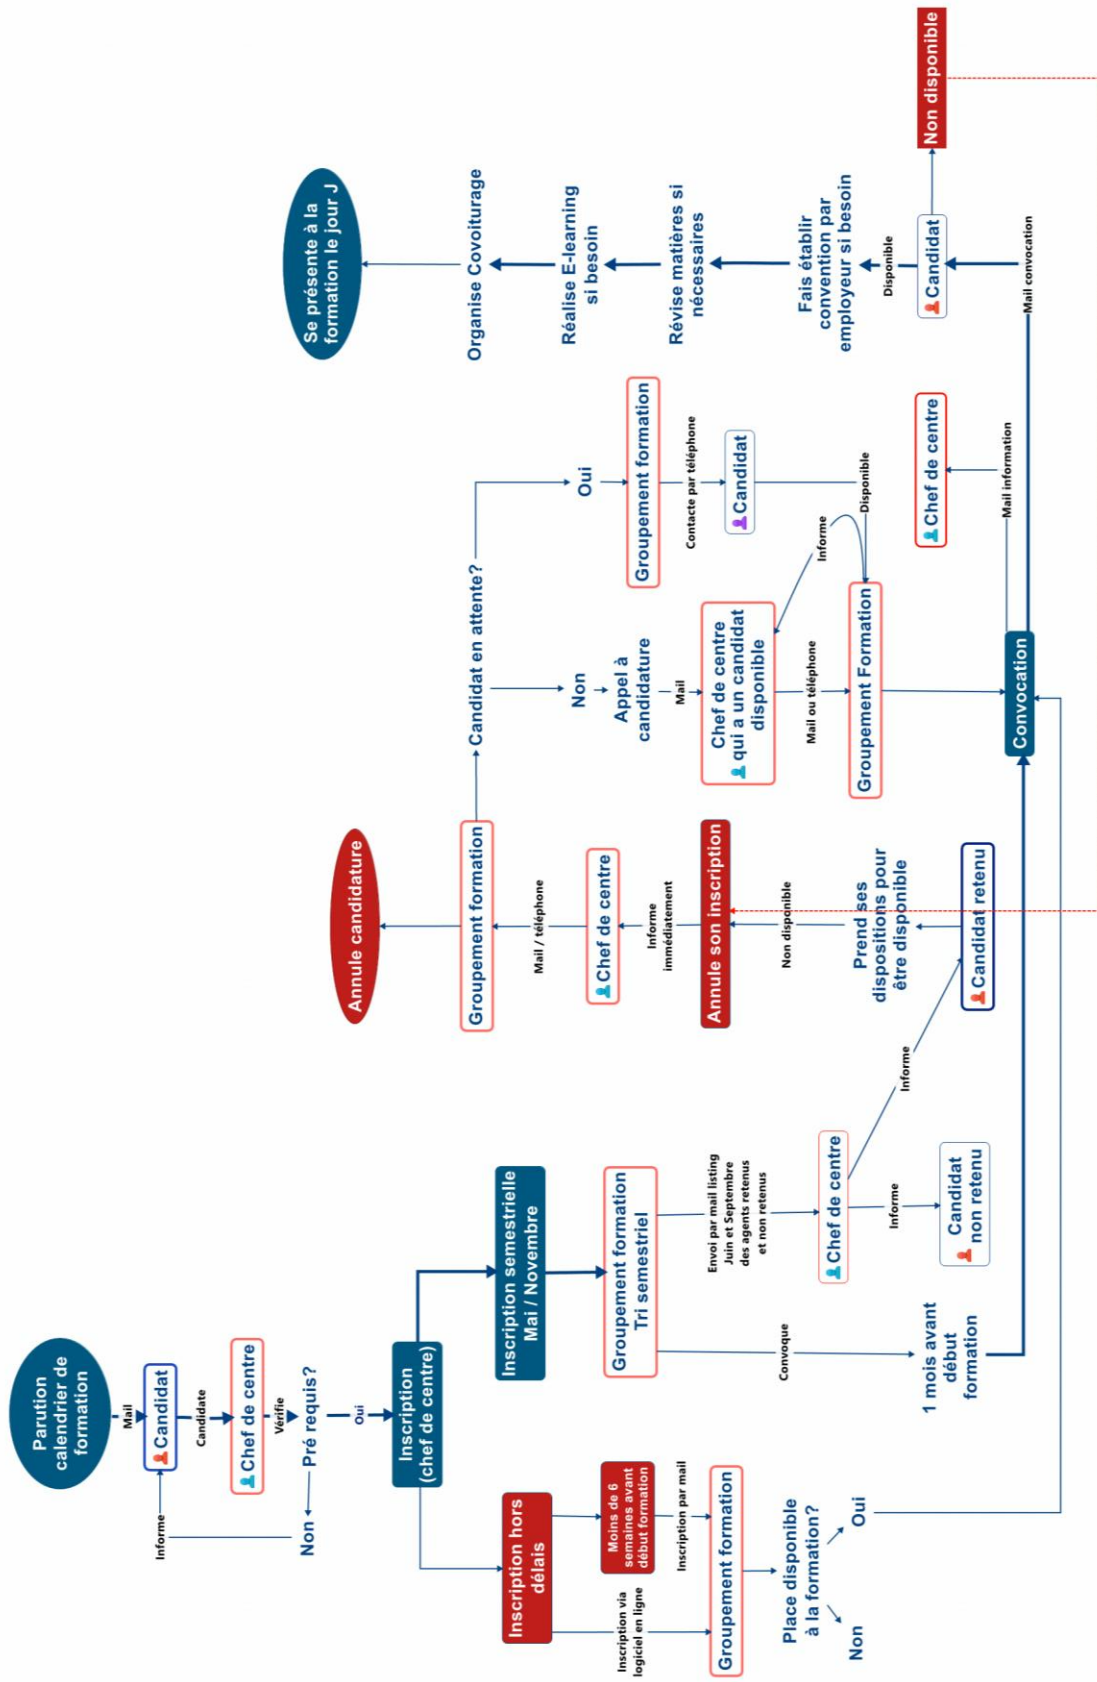 Parution
calendrier de
formation
Mail
Candidat
Candidate
Chef de centre
Vérifie
Pré requis?
Non
Informe
Oui
Inscription
(chef de centre)
Inscription hors
délais
Moins de 6
semaines avant
début formation
Inscription via
logiciel en ligne
Inscription par mail
Groupement formation
Place disponible
à la formation?
Non
Oui
Inscription semestrielle
Mai / Novembre
Groupement formation
Tri semestriel
Convoque
1 mois avant
début
formation
Envoi par mail listing
Juin et Septembre
des agents retenus
et non retenus
Chef de centre
Informe
Candidat
non retenu
Informe
Candidat retenu
Prend ses
dispositions pour
être disponible
Non disponible
Annule son inscription
Informe
immédiatement
Chef de centre
Mail / téléphone
Groupement formation
Annule candidature
Candidat en attente?
Non
Appel à
candidature
Mail
Chef de centre
qui a un candidat
disponible
Mail ou téléphone
Groupement Formation
Informe
Oui
Groupement formation
Contacte par téléphone
Candidat
Disponible
Convocation
Mail information
Chef de centre
Mail convocation
Candidat
Non disponible
Disponible
Fais établir
convention par
employeur si besoin
Révise matières si
nécessaires
Réalise E-learning
si besoin
Organise Covoiturage
Se présente à la
formation le jour J